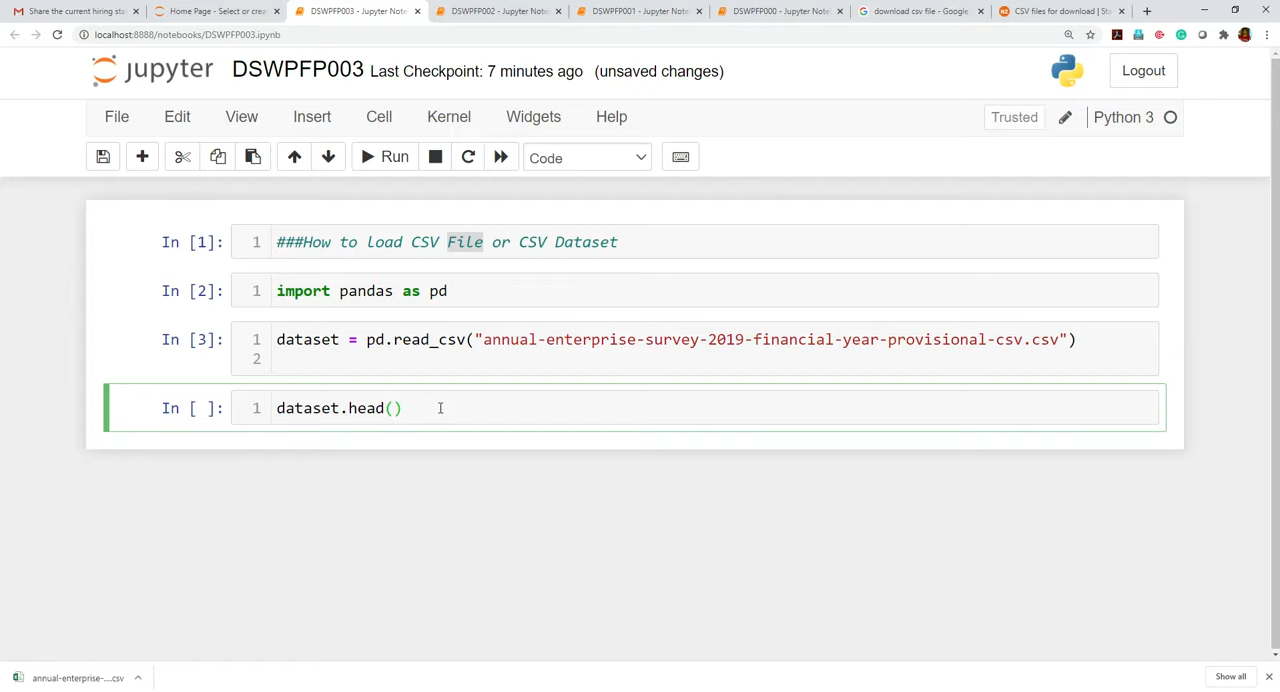 Share the current hiring sta
Home Page - Select or crea
DSWPFP003 - Jupyter Note
DSWPFP002 - Jupyter Note
DSWPFP001 - Jupyter Note
DSWPFP000 - Jupyter Note
download csv file - Google
CSV files for download | Sta
localhost:8888/notebooks/DSWPFP003.ipynb
jupyter DSWPFP003 Last Checkpoint: 7 minutes ago (unsaved changes)
Logout
File Edit View Insert Cell Kernel Widgets Help
Trusted
Python 3
Run
Code
In [1]: 1 ###How to load CSV File or CSV Dataset
In [2]: 1 import pandas as pd
In [3]: 1 dataset = pd.read_csv("annual-enterprise-survey-2019-financial-year-provisional-csv.csv")
2
In [ ]: 1 dataset.head()
annual-enterprise-....csv
Show all